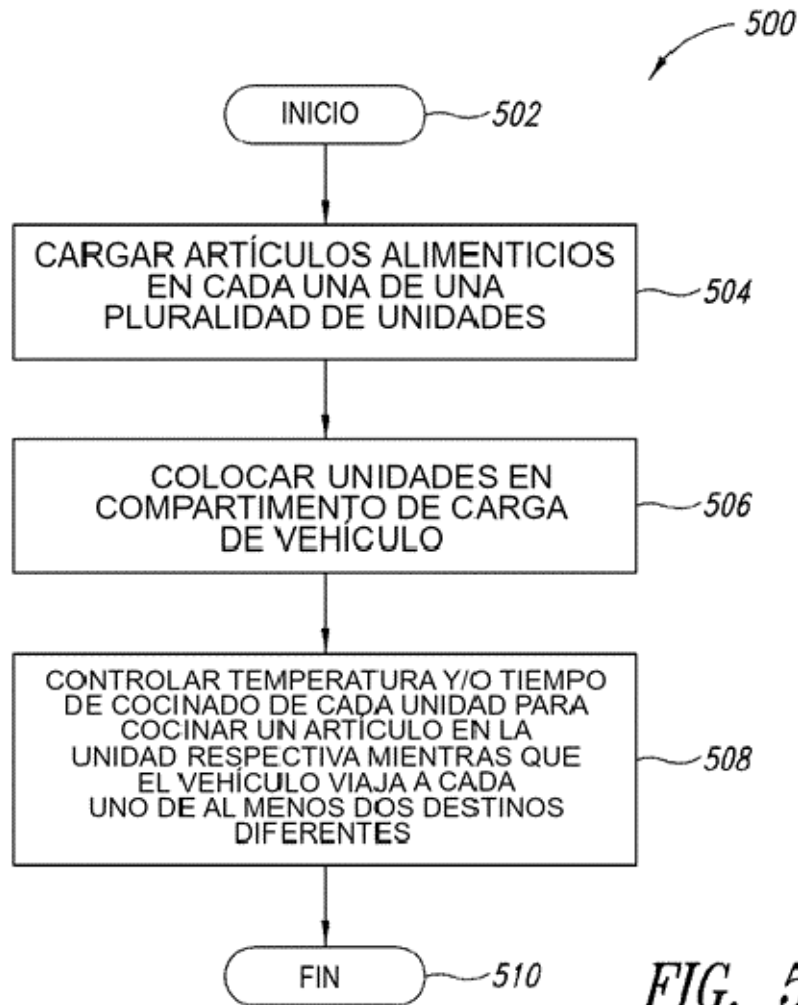 500
INICIO
502
CARGAR ARTÍCULOS ALIMENTICIOS
EN CADA UNA DE UNA
PLURALIDAD DE UNIDADES
504
COLOCAR UNIDADES EN
COMPARTIMENTO DE CARGA
DE VEHÍCULO
506
CONTROLAR TEMPERATURA Y/O TIEMPO
DE COCINADO DE CADA UNIDAD PARA
COCINAR UN ARTÍCULO EN LA
UNIDAD RESPECTIVA MIENTRAS QUE
EL VEHÍCULO VIAJA A CADA
UNO DE AL MENOS DOS DESTINOS
DIFERENTES
508
FIN
510
FIG. 5